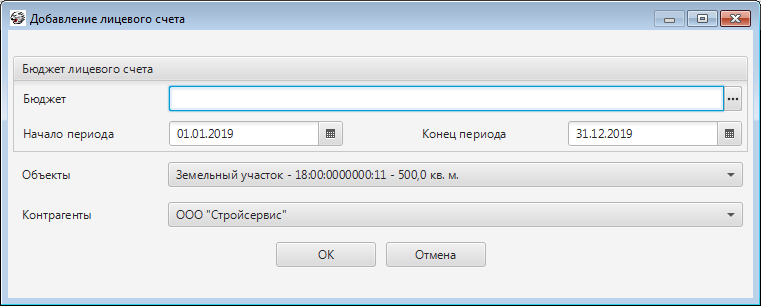 Добавление лицевого счета
Бюджет лицевого счета
Бюджет ...
Начало периода 01.01.2019 Конец периода 31.12.2019
Объекты Земельный участок - 18:00:0000000:11 - 500,0 кв. м.
Контрагенты ООО "Стройсервис"
ОК Отмена